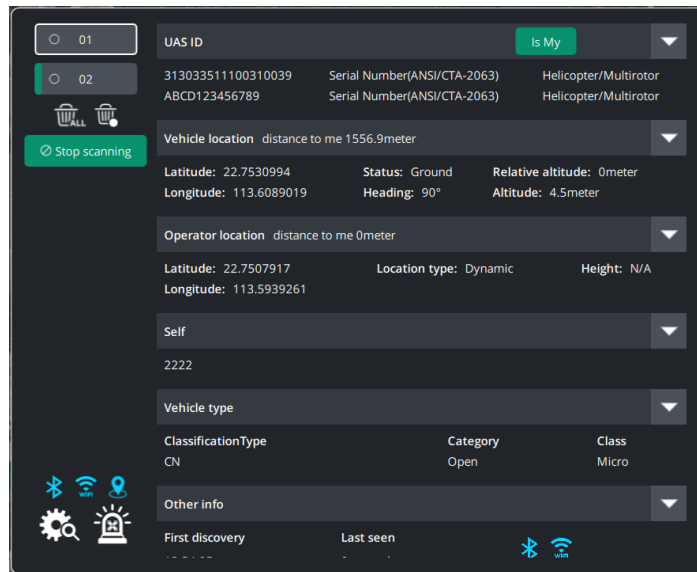 01
02
ALL
Stop scanning
WIFI
UAS ID Is My
313033511100310039 Serial Number(ANSI/CTA-2063) Helicopter/Multirotor
ABCD123456789 Serial Number(ANSI/CTA-2063) Helicopter/Multirotor
Vehicle location distance to me 1556.9meter
Latitude: 22.7530994 Status: Ground Relative altitude: 0meter
Longitude: 113.6089019 Heading: 90° Altitude: 4.5meter
Operator location distance to me 0meter
Latitude: 22.7507917 Location type: Dynamic Height: N/A
Longitude: 113.5939261
Self
2222
Vehicle type
ClassificationType Category Class
CN Open Micro
Other info
First discovery Last seen
WIFI